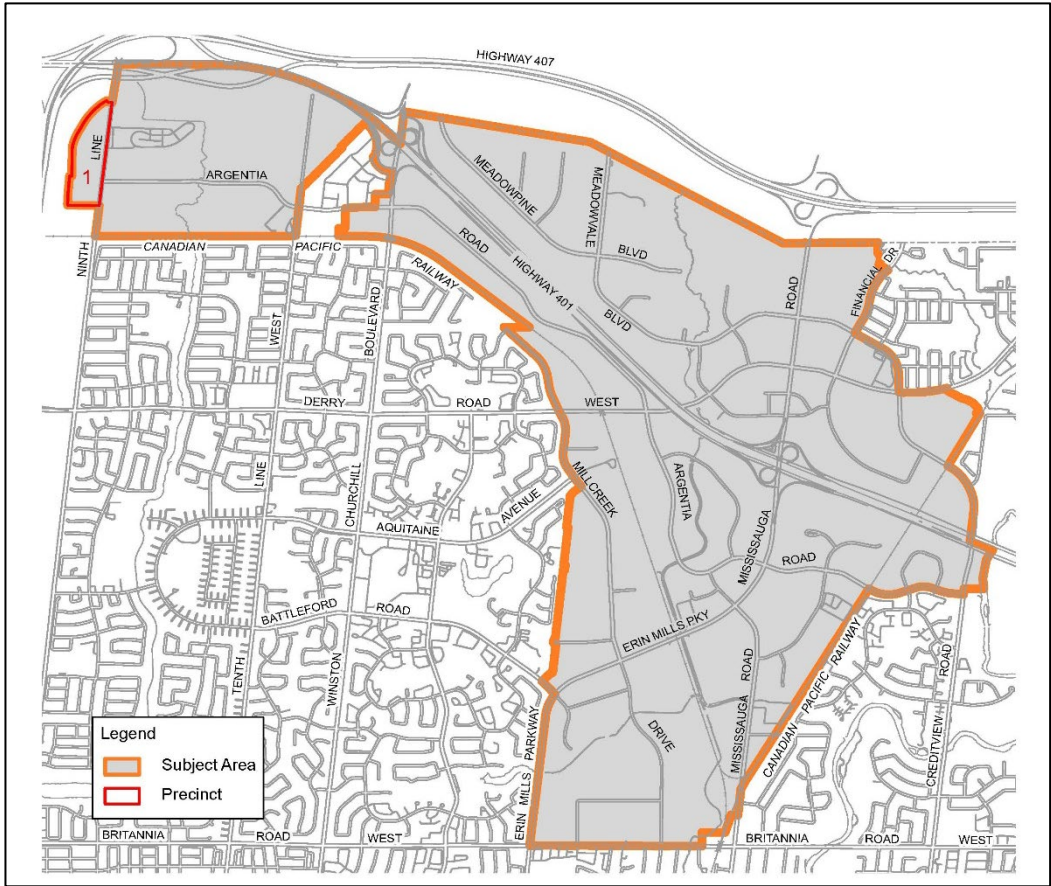 HIGHWAY 407
LINE
1
ARGENTIA
MEADOWPINE
BLVD
MEADOWVALE
BLVD
ROAD
HIGHWAY 401
ROAD
FINANCIAL DR
NINTH
CANADIAN
PACIFIC
RAILWAY
WEST
BOULEVARD
DERRY
ROAD
WEST
LINE
CHURCHILL
MILLCREEK
AVENUE
AQUITAINE
ARGENTIA
ROAD
MISSISSAUGA
BATTLEFORD
ROAD
ERIN MILLS PKY
TENTH
WINSTON
ERIN MILLS PARKWAY
DRIVE
MISSISSAUGA ROAD
CANADIAN PACIFIC RAILWAY
CREDITVIEW
ROAD
Legend
Subject Area
Precinct
BRITANNIA
ROAD
WEST
BRITANNIA
ROAD
WEST